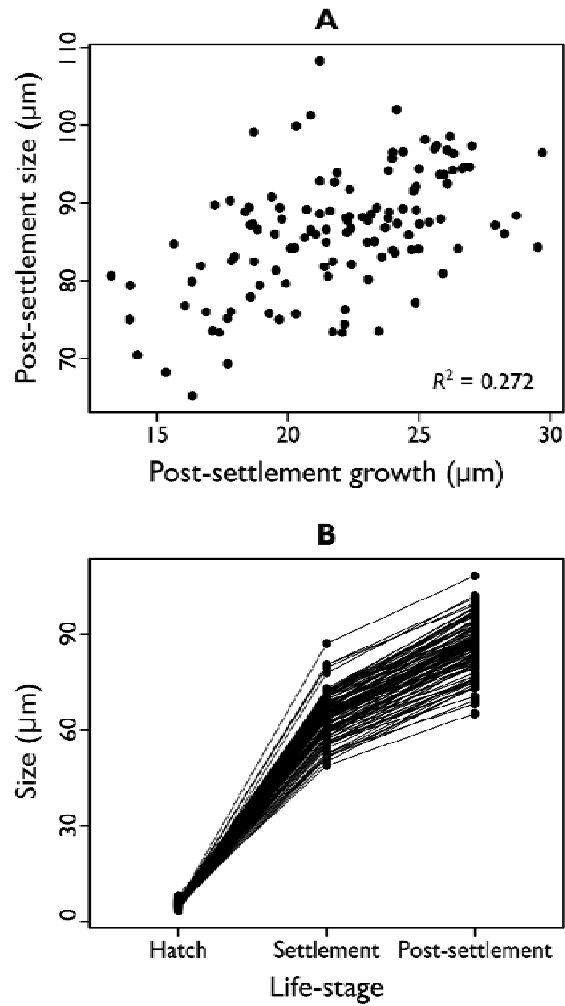 A
Post-settlement size (µm)
110
100
90
80
70
R² = 0.272
15 20 25 30
Post-settlement growth (µm)
B
Size (µm)
90
60
30
0
Hatch Settlement Post-settlement
Life-stage